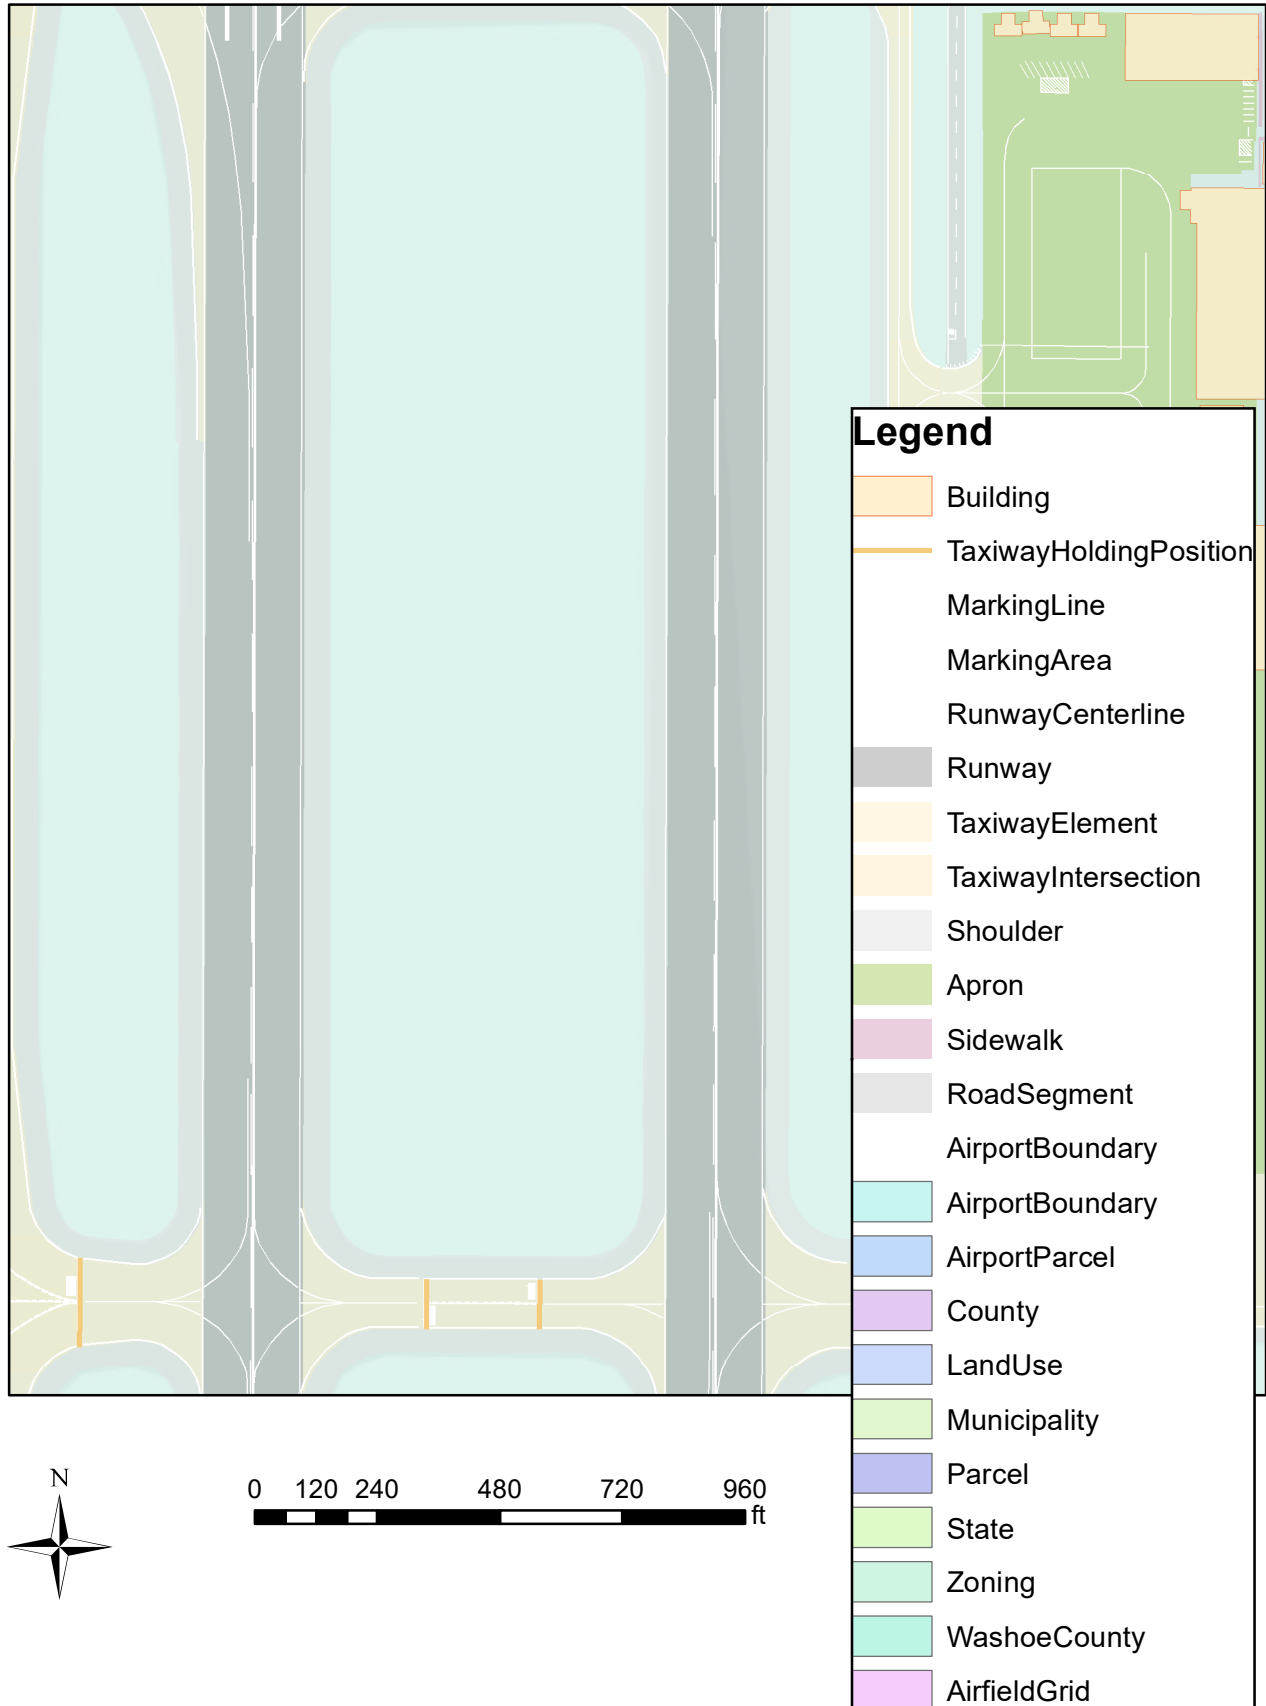 Legend
Building
TaxiwayHoldingPosition
MarkingLine
MarkingArea
RunwayCenterline
Runway
TaxiwayElement
TaxiwayIntersection
Shoulder
Apron
Sidewalk
RoadSegment
AirportBoundary
AirportBoundary
AirportParcel
County
LandUse
Municipality
Parcel
State
Zoning
WashoeCounty
AirfieldGrid
N
0 120 240 480 720 960
ft